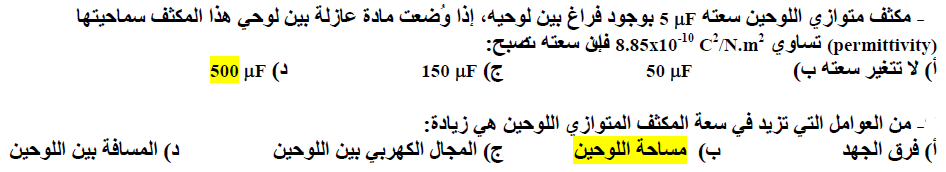 - مكثف متوازي اللوحين سعته 5 μF بوجود فراغ بين لوحيه، إذا وُضعت مادة عازلة بين لوحي هذا المكثف سماحيتها
(permittivity) تساوي 8.85x10⁻¹⁰ C²/N.m² فإن سعته ستصبح:
أ) لا تتغير سعته ب) 50 μF ج) 150 μF د) 500 μF
- من العوامل التي تزيد في سعة المكثف المتوازي اللوحين هي زيادة:
أ) فرق الجهد ب) مساحة اللوحين ج) المجال الكهربي بين اللوحين د) المسافة بين اللوحين